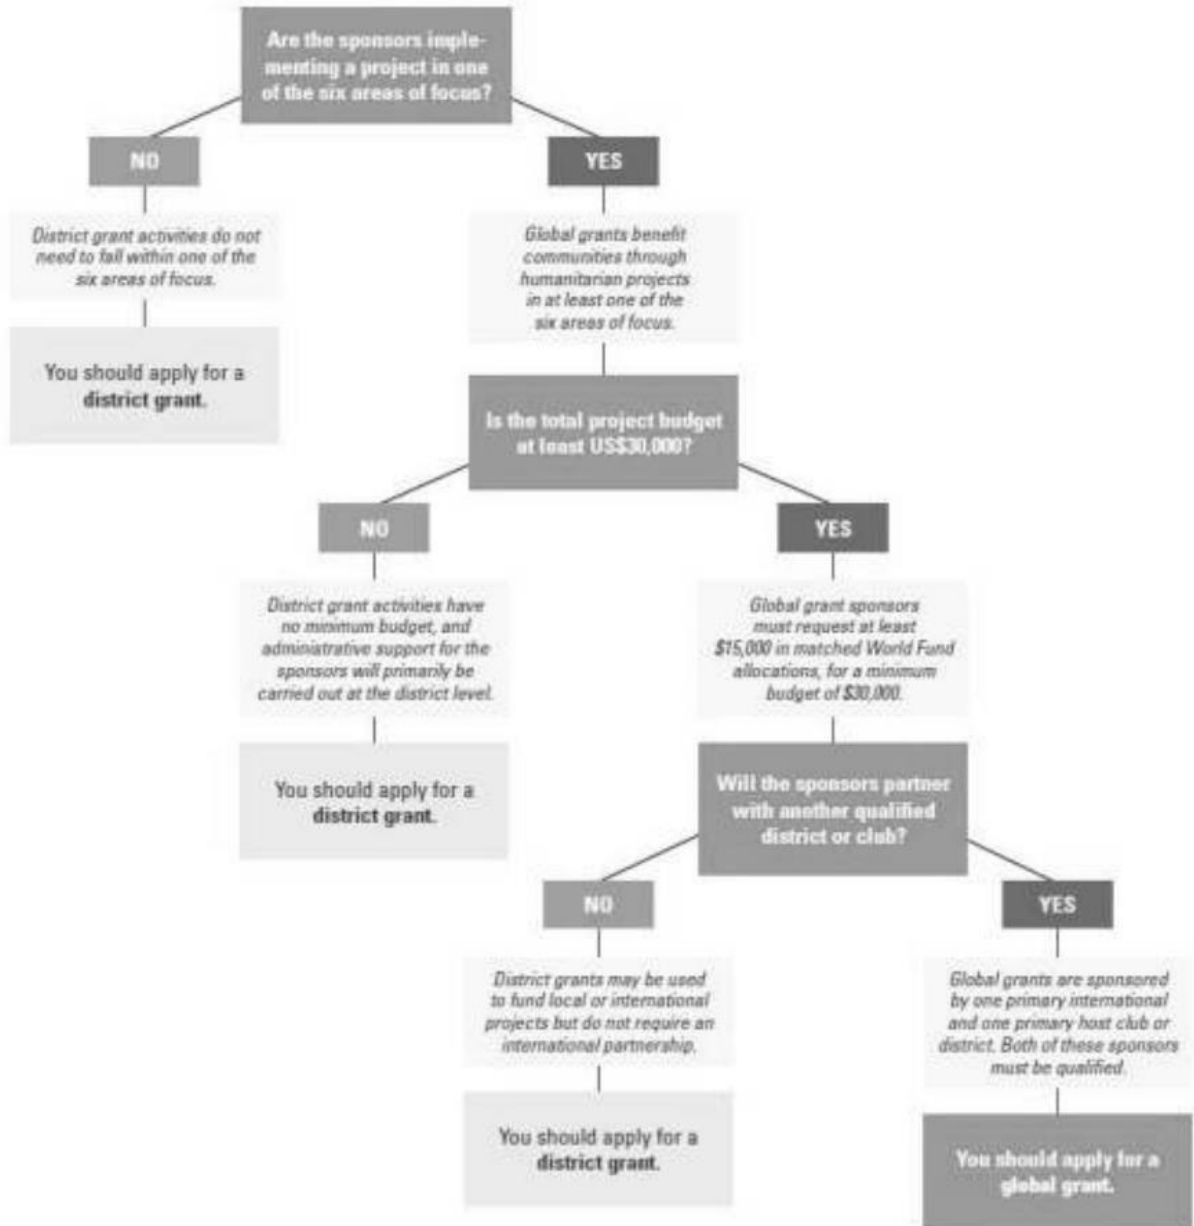 Are the sponsors imple-
menting a project in one
of the six areas of focus?
NO
YES
District grant activities do not
need to fall within one of the
six areas of focus.
Global grants benefit
communities through
humanitarian projects
in at least one of the
six areas of focus.
You should apply for a
district grant.
Is the total project budget
at least US$30,000?
NO
YES
District grant activities have
no minimum budget, and
administrative support for the
sponsors will primarily be
carried out at the district level.
Global grant sponsors
must request at least
$15,000 in matched World Fund
allocations, for a minimum
budget of $30,000.
You should apply for a
district grant.
Will the sponsors partner
with another qualified
district or club?
NO
YES
District grants may be used
to fund local or international
projects but do not require an
international partnership.
Global grants are sponsored
by one primary international
and one primary host club or
district. Both of these sponsors
must be qualified.
You should apply for a
district grant.
You should apply for a
global grant.